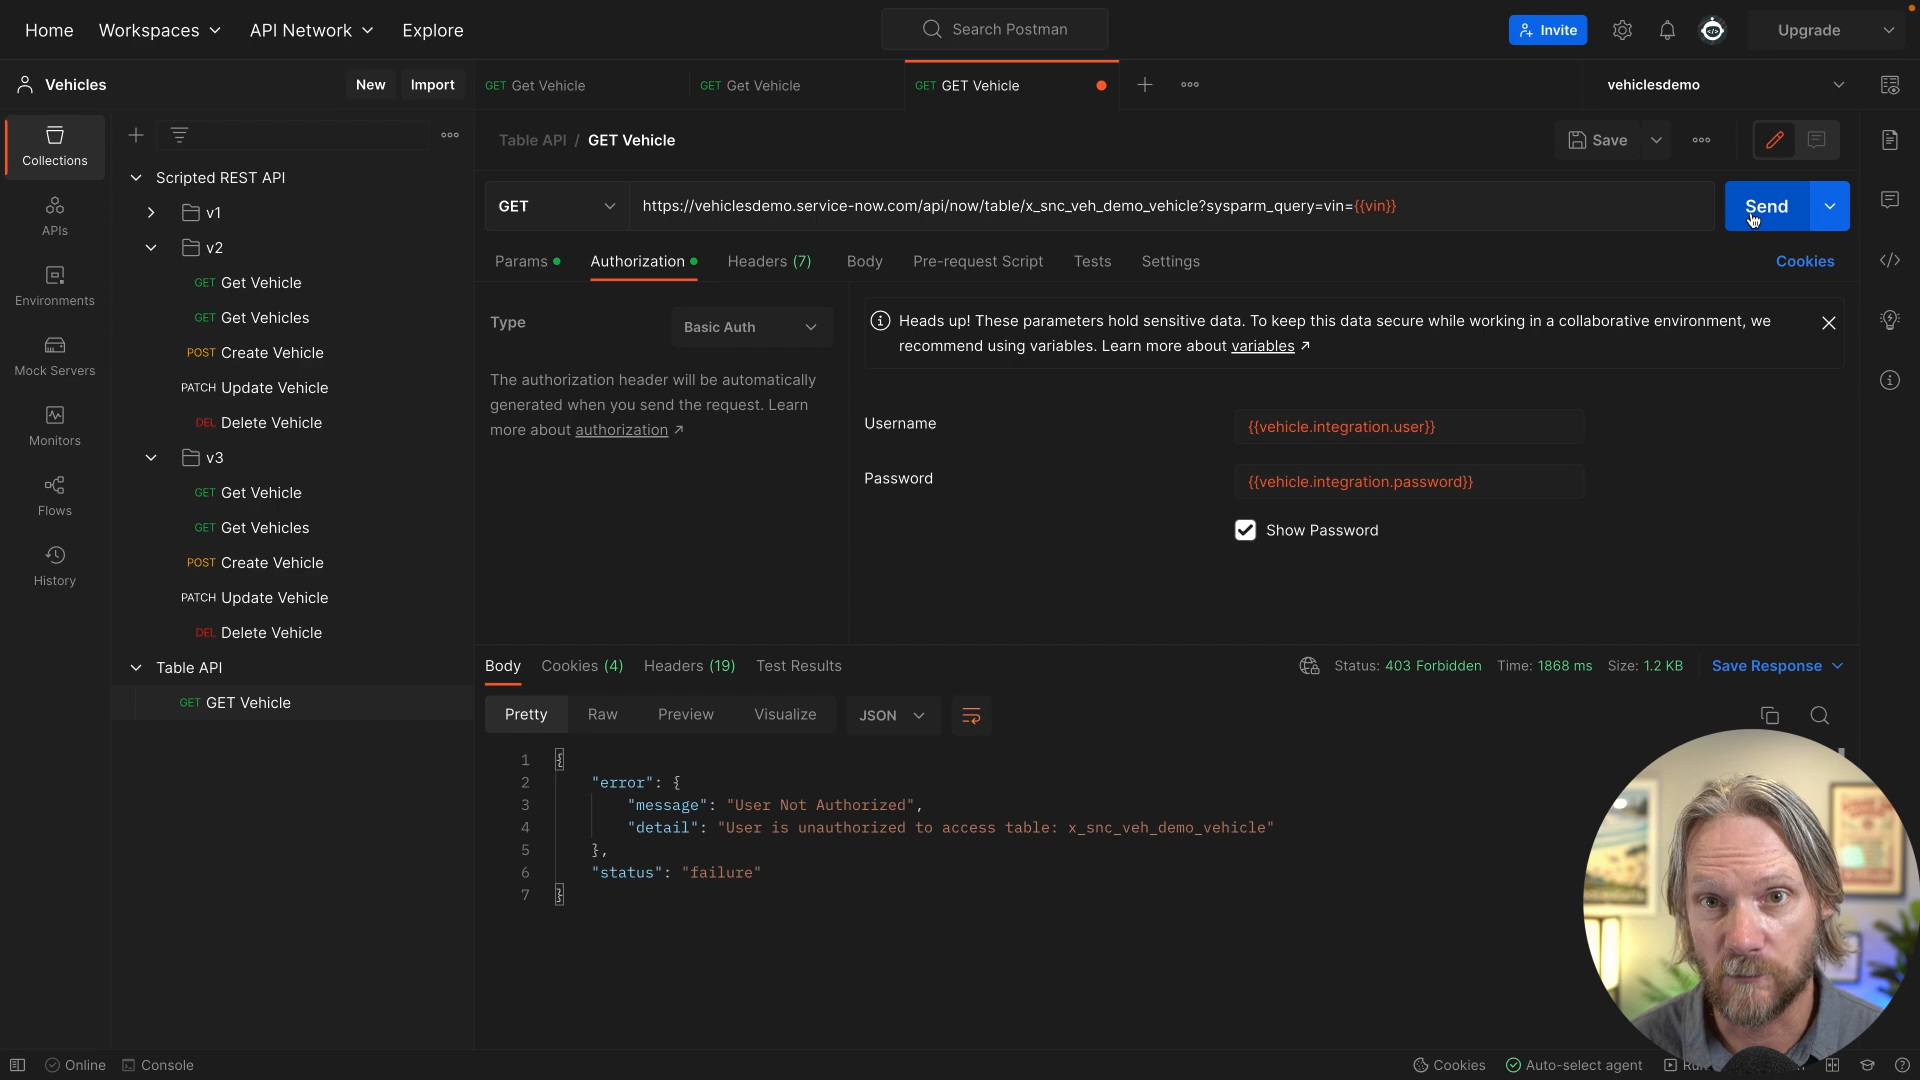 Home Workspaces API Network Explore Search Postman Invite Upgrade
Vehicles New Import GET Get Vehicle GET Get Vehicle GET GET Vehicle vehiclesdemo
Collections
APIs
Environments
Mock Servers
Monitors
Flows
History
Scripted REST API
v1
v2
GET Get Vehicle
GET Get Vehicles
POST Create Vehicle
PATCH Update Vehicle
DEL Delete Vehicle
v3
GET Get Vehicle
GET Get Vehicles
POST Create Vehicle
PATCH Update Vehicle
DEL Delete Vehicle
Table API
GET GET Vehicle
Table API / GET Vehicle Save
GET https://vehiclesdemo.service-now.com/api/now/table/x_snc_veh_demo_vehicle?sysparm_query=vin={{vin}} Send
Params Authorization Headers (7) Body Pre-request Script Tests Settings Cookies
Type Basic Auth
The authorization header will be automatically
generated when you send the request. Learn
more about authorization ↗
Heads up! These parameters hold sensitive data. To keep this data secure while working in a collaborative environment, we
recommend using variables. Learn more about variables ↗
Username {{vehicle.integration.user}}
Password {{vehicle.integration.password}}
Show Password
Body Cookies (4) Headers (19) Test Results Status: 403 Forbidden Time: 1868 ms Size: 1.2 KB Save Response
Pretty Raw Preview Visualize JSON
1 {
2 "error": {
3 "message": "User Not Authorized",
4 "detail": "User is unauthorized to access table: x_snc_veh_demo_vehicle"
5 },
6 "status": "failure"
7 }
Online Console Cookies Auto-select agent